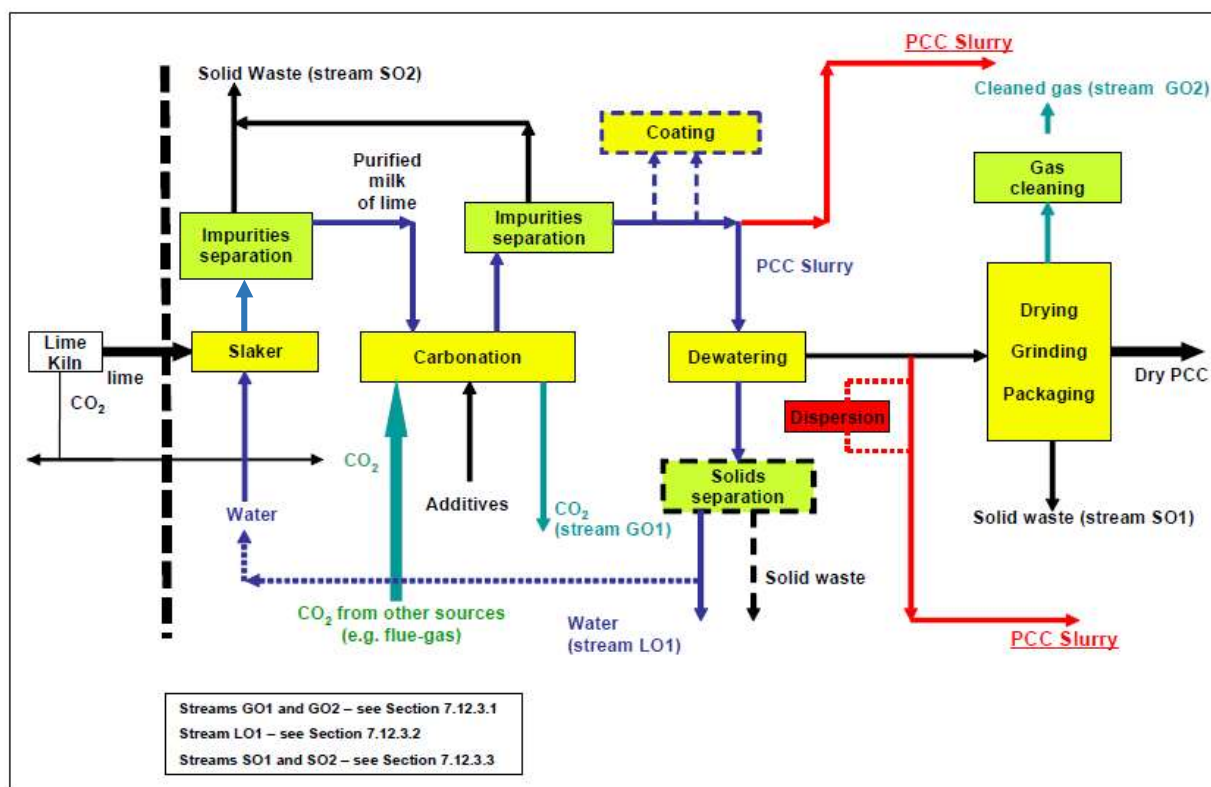 PCC Slurry
Solid Waste (stream SO2)
Cleaned gas (stream GO2)
Coating
Purified
milk
of lime
Gas
cleaning
Impurities
separation
Impurities
separation
PCC Slurry
Drying
Grinding
Packaging
Lime
Kiln
lime
Slaker
Carbonation
Dewatering
Dry PCC
CO₂
Dispersion
CO₂
Solids
separation
Additives
Water
CO₂
(stream GO1)
Solid waste (stream SO1)
Solid waste
CO₂ from other sources
(e.g. flue-gas)
Water
(stream LO1)
PCC Slurry
Streams GO1 and GO2 – see Section 7.12.3.1
Stream LO1 – see Section 7.12.3.2
Streams SO1 and SO2 – see Section 7.12.3.3